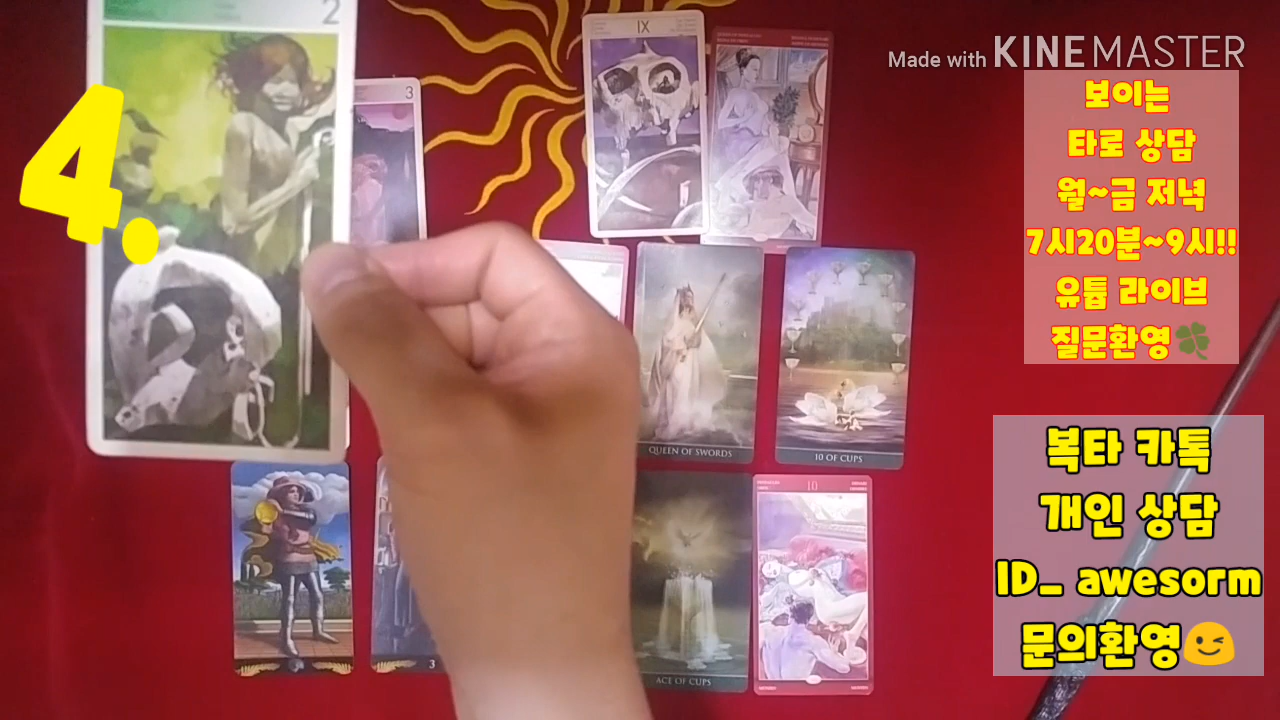 2
4.
3
IX
Made with KINEMASTER
보이는
타로 상담
월~금 저녁
7시20분~9시!!
유튭 라이브
질문환영🍀
복타 카톡
개인 상담
ID_ awesorm
문의환영😉
QUEEN OF SWORDS
10 OF CUPS
10
3
ACE OF CUPS